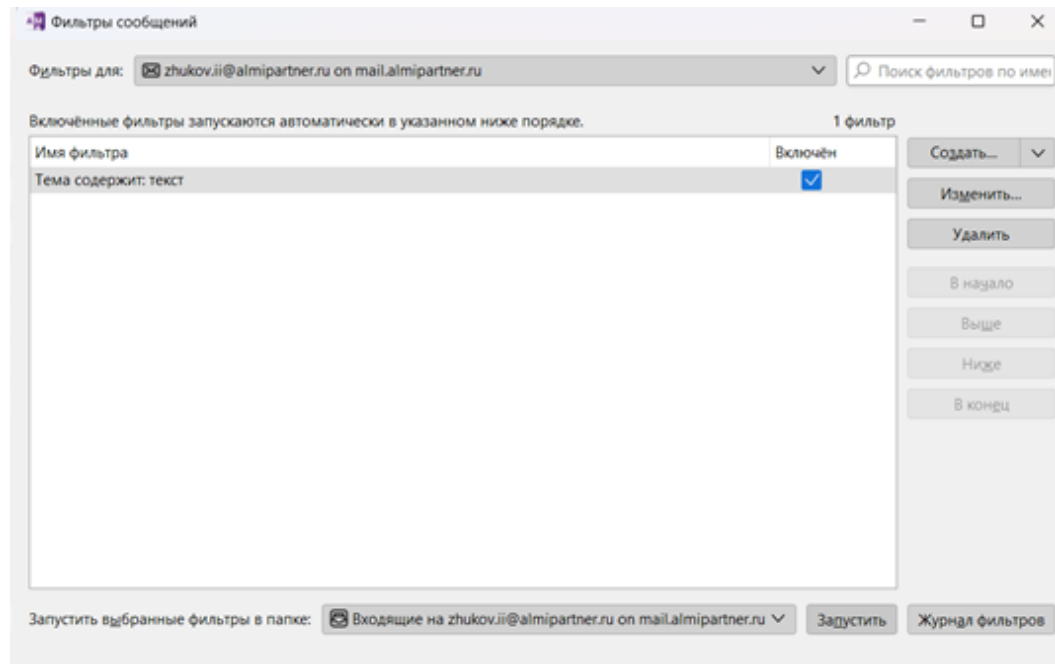 Фильтры сообщений
Фильтры для: zhukov.ii@almipartner.ru on mail.almipartner.ru Поиск фильтров по имен
Включённые фильтры запускаются автоматически в указанном ниже порядке. 1 фильтр
Имя фильтра Включён
Тема содержит: текст
Создать...
Изменить...
Удалить
В начало
Выше
Ниже
В конец
Запустить выбранные фильтры в папке: Входящие на zhukov.ii@almipartner.ru on mail.almipartner.ru Запустить Журнал фильтров